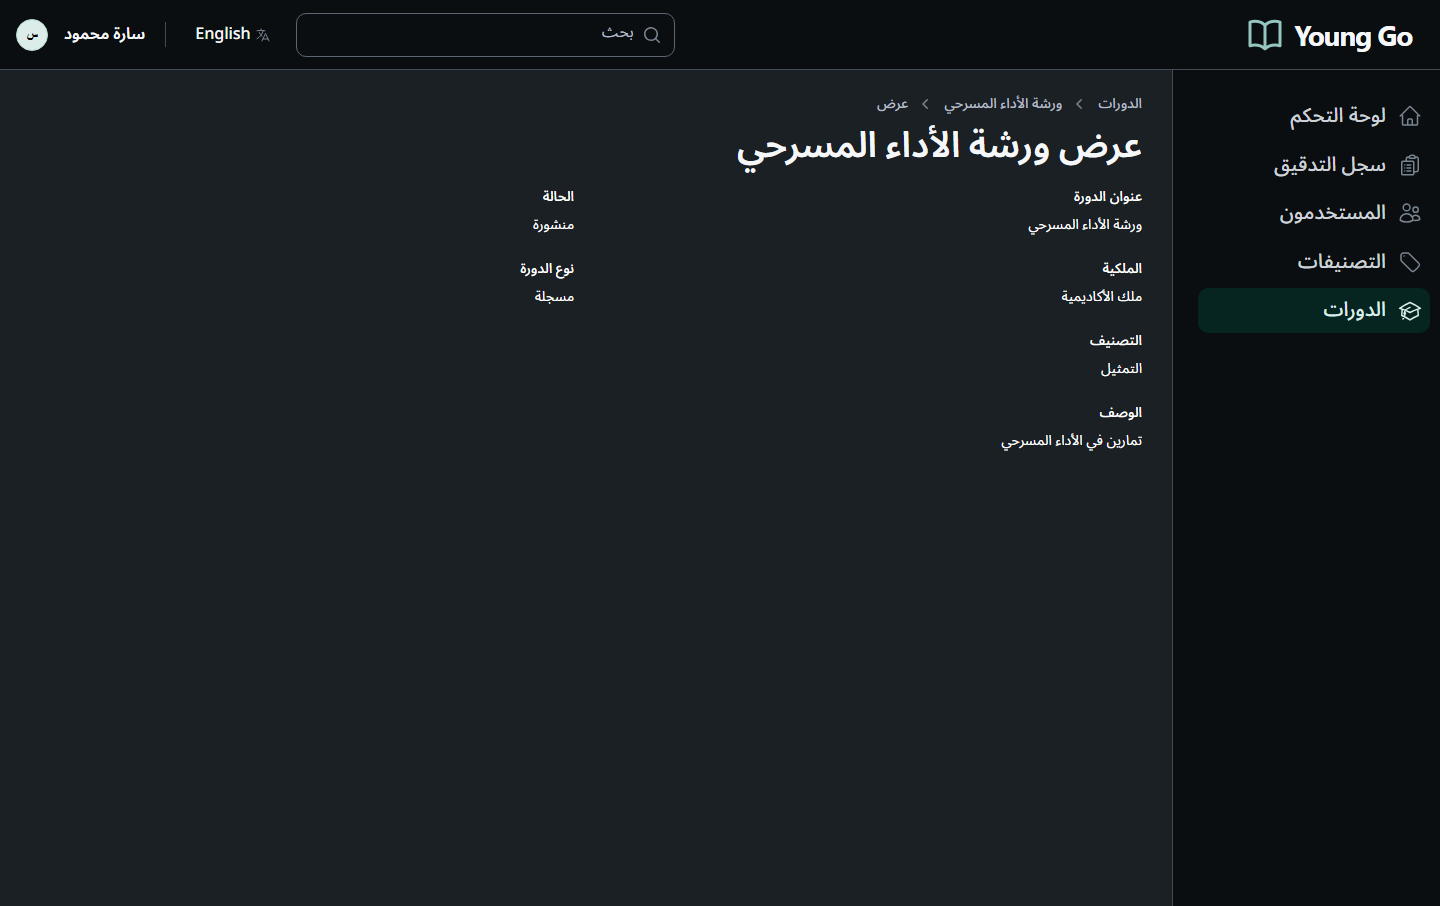 Young Go
بحث
English
سارة محمود
س
لوحة التحكم
سجل التدقيق
المستخدمون
التصنيفات
الدورات
الدورات
ورشة الأداء المسرحي
عرض
عرض ورشة الأداء المسرحي
عنوان الدورة
ورشة الأداء المسرحي
الحالة
منشورة
الملكية
ملك الأكاديمية
نوع الدورة
مسجلة
التصنيف
التمثيل
الوصف
تمارين في الأداء المسرحي